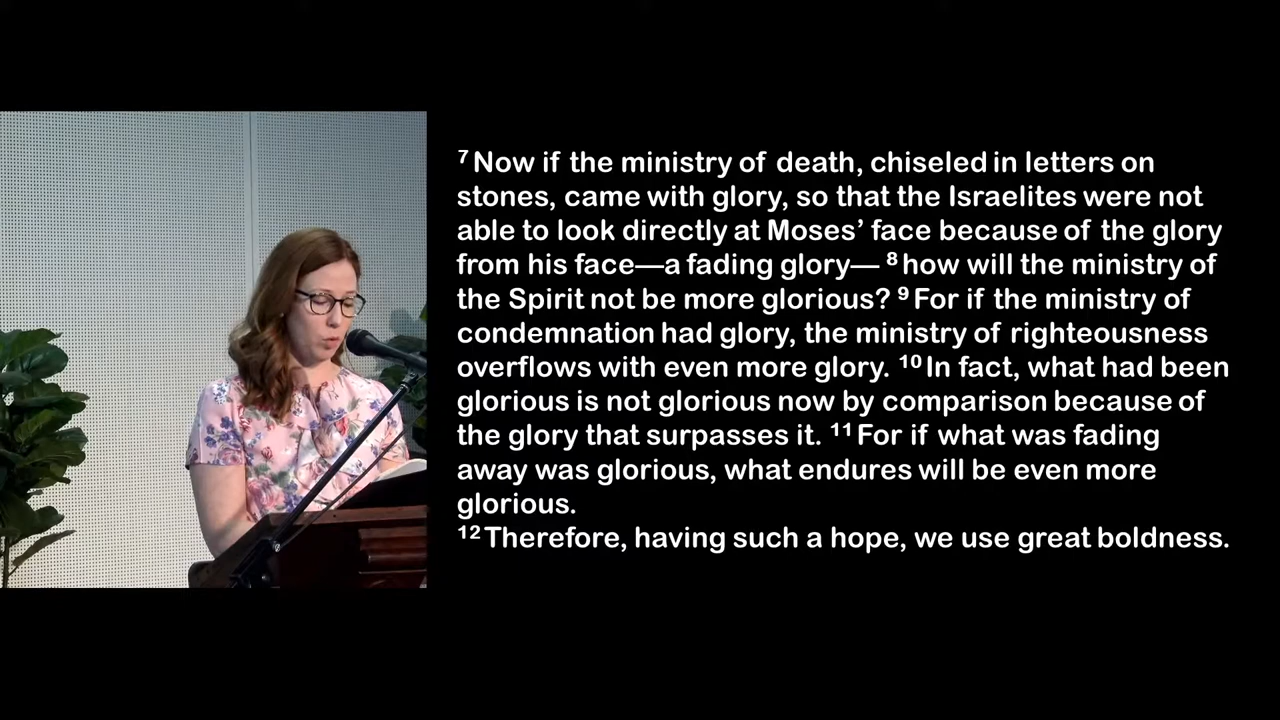 ⁷ Now if the ministry of death, chiseled in letters on
stones, came with glory, so that the Israelites were not
able to look directly at Moses’ face because of the glory
from his face—a fading glory— ⁸ how will the ministry of
the Spirit not be more glorious? ⁹ For if the ministry of
condemnation had glory, the ministry of righteousness
overflows with even more glory. ¹⁰ In fact, what had been
glorious is not glorious now by comparison because of
the glory that surpasses it. ¹¹ For if what was fading
away was glorious, what endures will be even more
glorious.
¹² Therefore, having such a hope, we use great boldness.